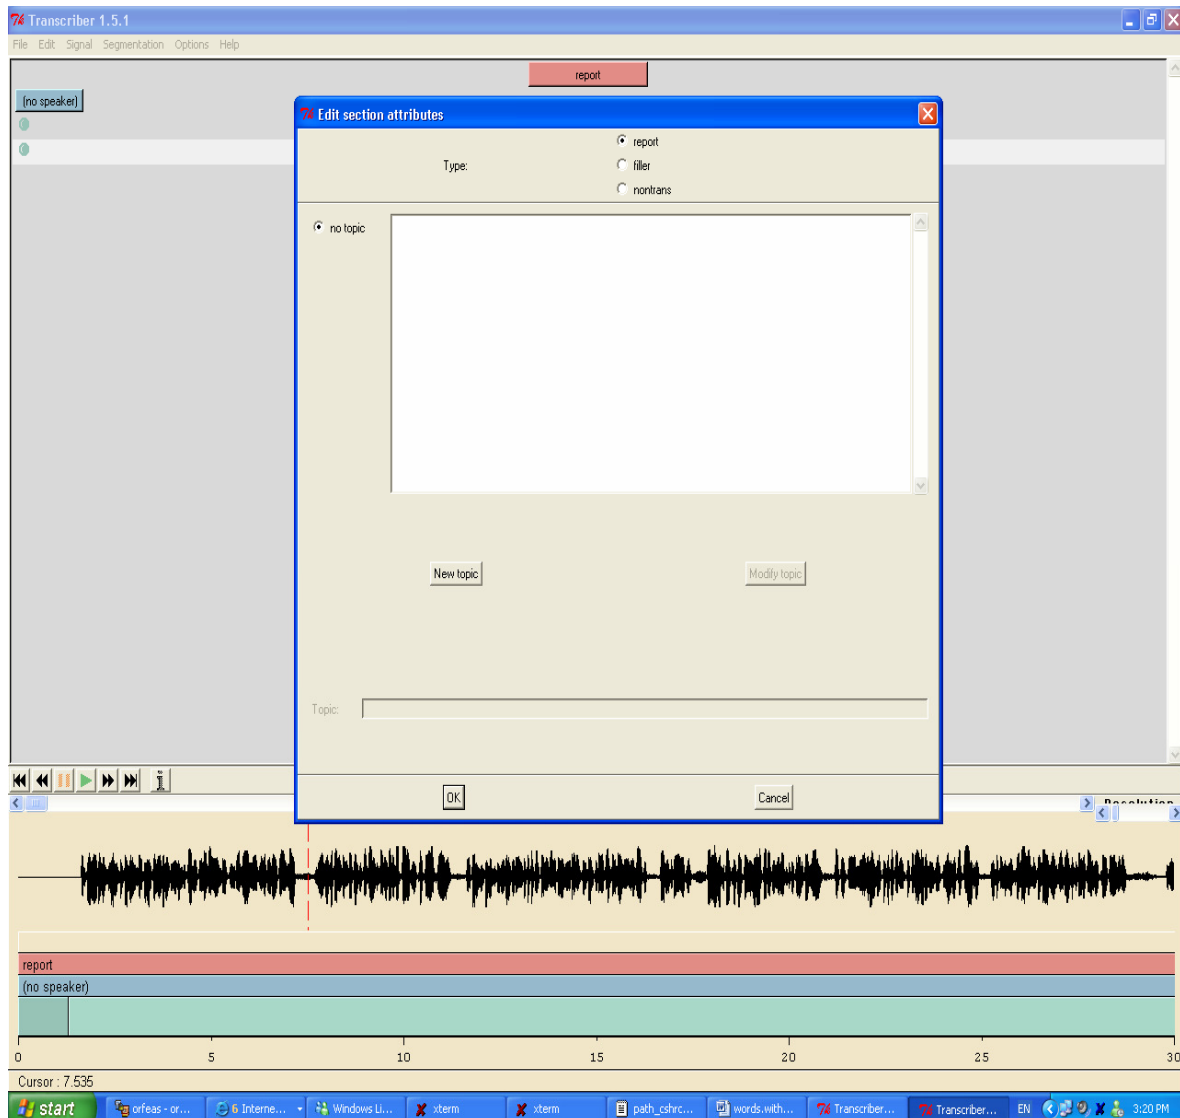 Transcriber 1.5.1
File Edit Signal Segmentation Options Help
report
(no speaker)
Edit section attributes
Type:
report
filler
nontrans
no topic
New topic
Modify topic
Topic:
OK
Cancel
Resolution
report
(no speaker)
0 5 10 15 20 25 30
Cursor : 7.535
start orfeas - or... 6 Interne... Windows Li... xterm xterm path_cshrc... words.with... Transcriber... Transcriber... EN 3:20 PM